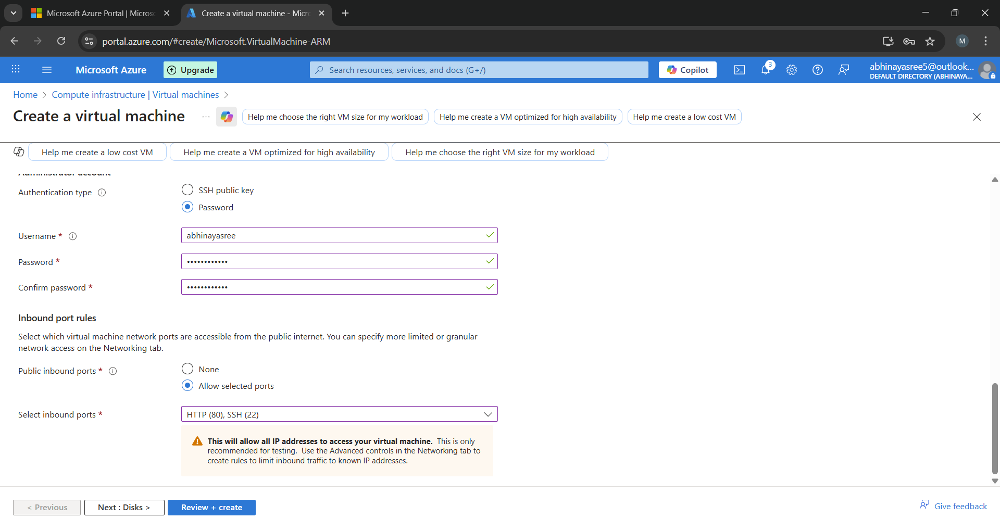 Microsoft Azure Portal | Micros
Create a virtual machine - Micro
portal.azure.com/#create/Microsoft.VirtualMachine-ARM
M
Microsoft Azure
Upgrade
Search resources, services, and docs (G+/)
Copilot
3
abhinayasree5@outlook...
DEFAULT DIRECTORY (ABHINAYA...
Home > Compute infrastructure | Virtual machines >
Create a virtual machine
...
Help me choose the right VM size for my workload
Help me create a VM optimized for high availability
Help me create a low cost VM
Help me create a low cost VM
Help me create a VM optimized for high availability
Help me choose the right VM size for my workload
Administrator account
Authentication type
SSH public key
Password
Username *
abhinayasree
Password *
••••••••••••
Confirm password *
••••••••••••
Inbound port rules
Select which virtual machine network ports are accessible from the public internet. You can specify more limited or granular
network access on the Networking tab.
Public inbound ports *
None
Allow selected ports
Select inbound ports *
HTTP (80), SSH (22)
This will allow all IP addresses to access your virtual machine. This is only
recommended for testing. Use the Advanced controls in the Networking tab to
create rules to limit inbound traffic to known IP addresses.
< Previous
Next : Disks >
Review + create
Give feedback